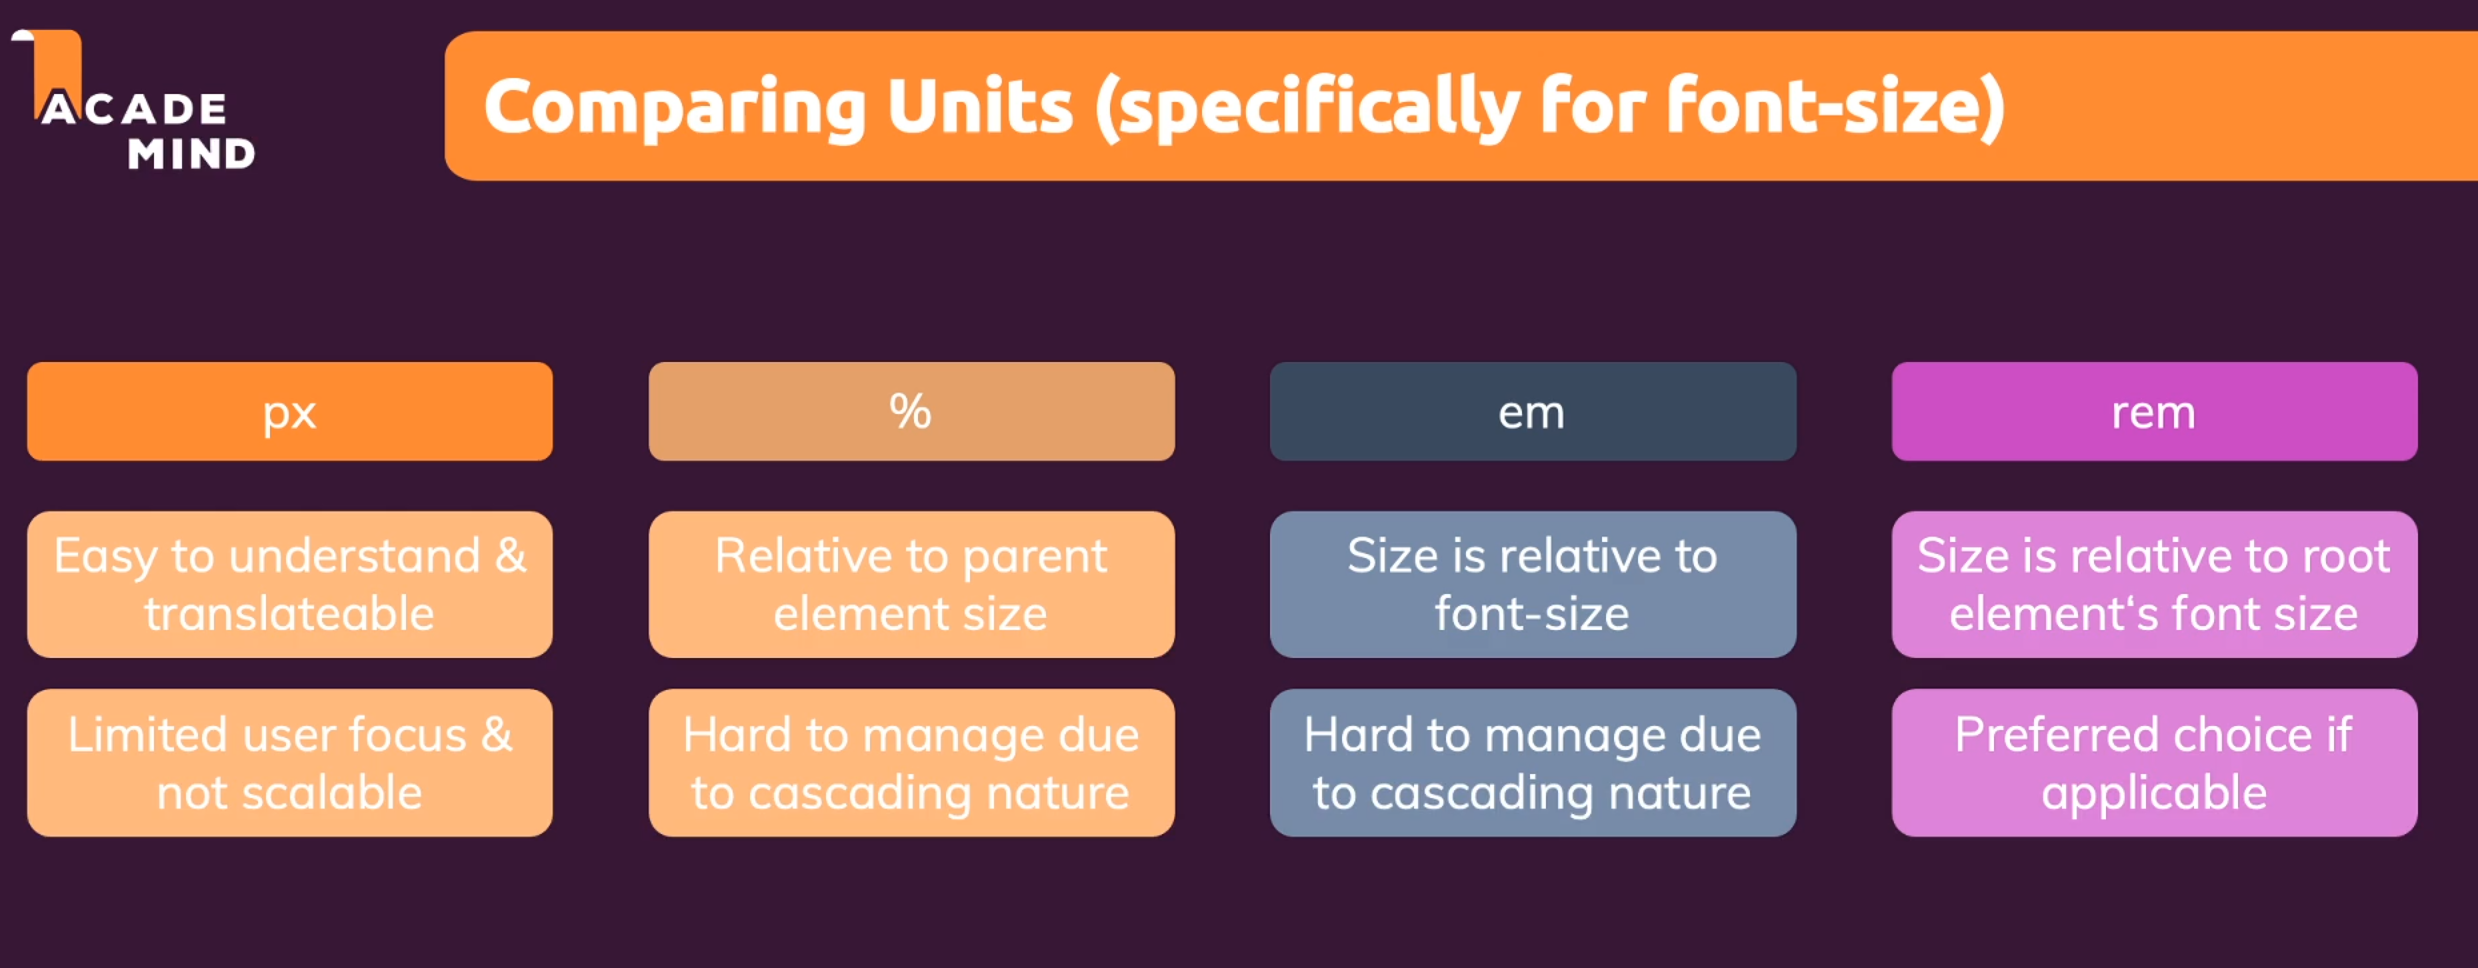 ACADE
MIND
Comparing Units (specifically for font-size)
px
%
em
rem
Easy to understand &
translateable
Relative to parent
element size
Size is relative to
font-size
Size is relative to root
element‘s font size
Limited user focus &
not scalable
Hard to manage due
to cascading nature
Hard to manage due
to cascading nature
Preferred choice if
applicable